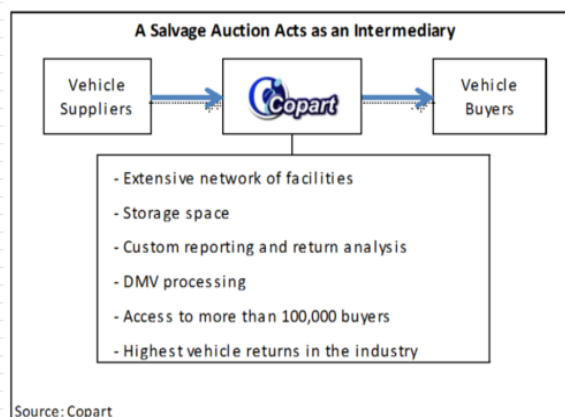 A Salvage Auction Acts as an Intermediary
Vehicle
Suppliers
Copart
Vehicle
Buyers
- Extensive network of facilities
- Storage space
- Custom reporting and return analysis
- DMV processing
- Access to more than 100,000 buyers
- Highest vehicle returns in the industry
Source: Copart